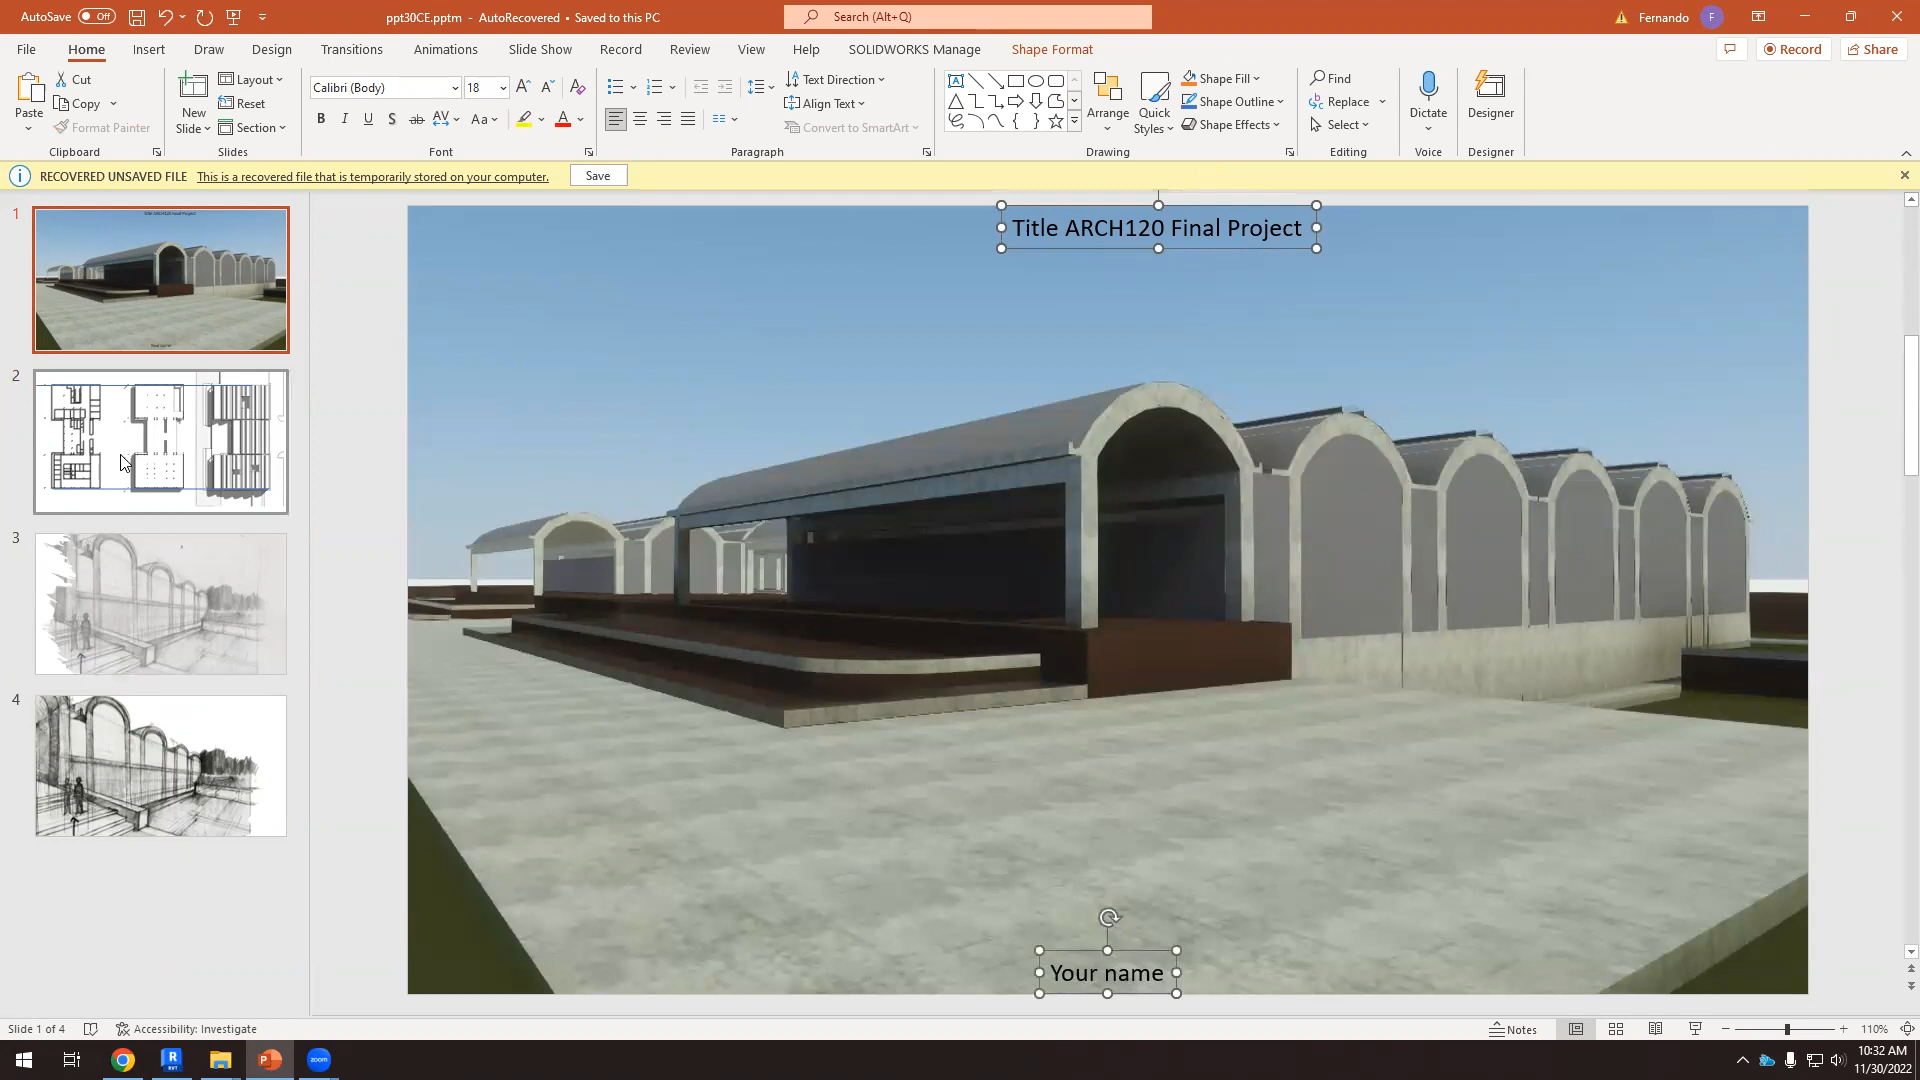 AutoSave Off
ppt30CE.pptm - AutoRecovered • Saved to this PC
Search (Alt+Q)
Fernando F
File Home Insert Draw Design Transitions Animations Slide Show Record Review View Help SOLIDWORKS Manage Shape Format
Record
Share
Paste
Cut
Copy
Format Painter
Clipboard
New Slide
Layout
Reset
Section
Slides
Calibri (Body) 18
Font
Text Direction
Align Text
Convert to SmartArt
Paragraph
Arrange
Quick Styles
Shape Fill
Shape Outline
Shape Effects
Drawing
Find
Replace
Select
Editing
Dictate
Voice
Designer
Designer
RECOVERED UNSAVED FILE This is a recovered file that is temporarily stored on your computer. Save
1
2
3
4
Title ARCH120 Final Project
Your name
Slide 1 of 4 Accessibility: Investigate
Notes
110%
10:32 AM
11/30/2022